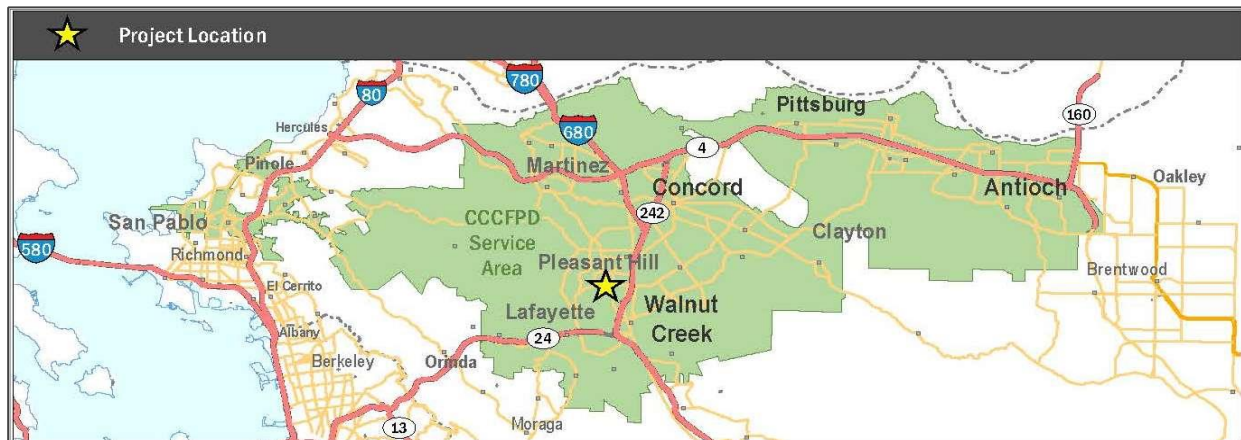 Project Location
780
80
Pittsburg
160
680
Hercules
4
Martinez
Pinole
Oakley
Concord
Antioch
242
San Pablo
CCCFPD
Service
Area
Clayton
580
Richmond
Pleasant Hill
Brentwood
El Cerrito
Walnut
Creek
Lafayette
Albany
24
Berkeley
Orinda
Moraga
13